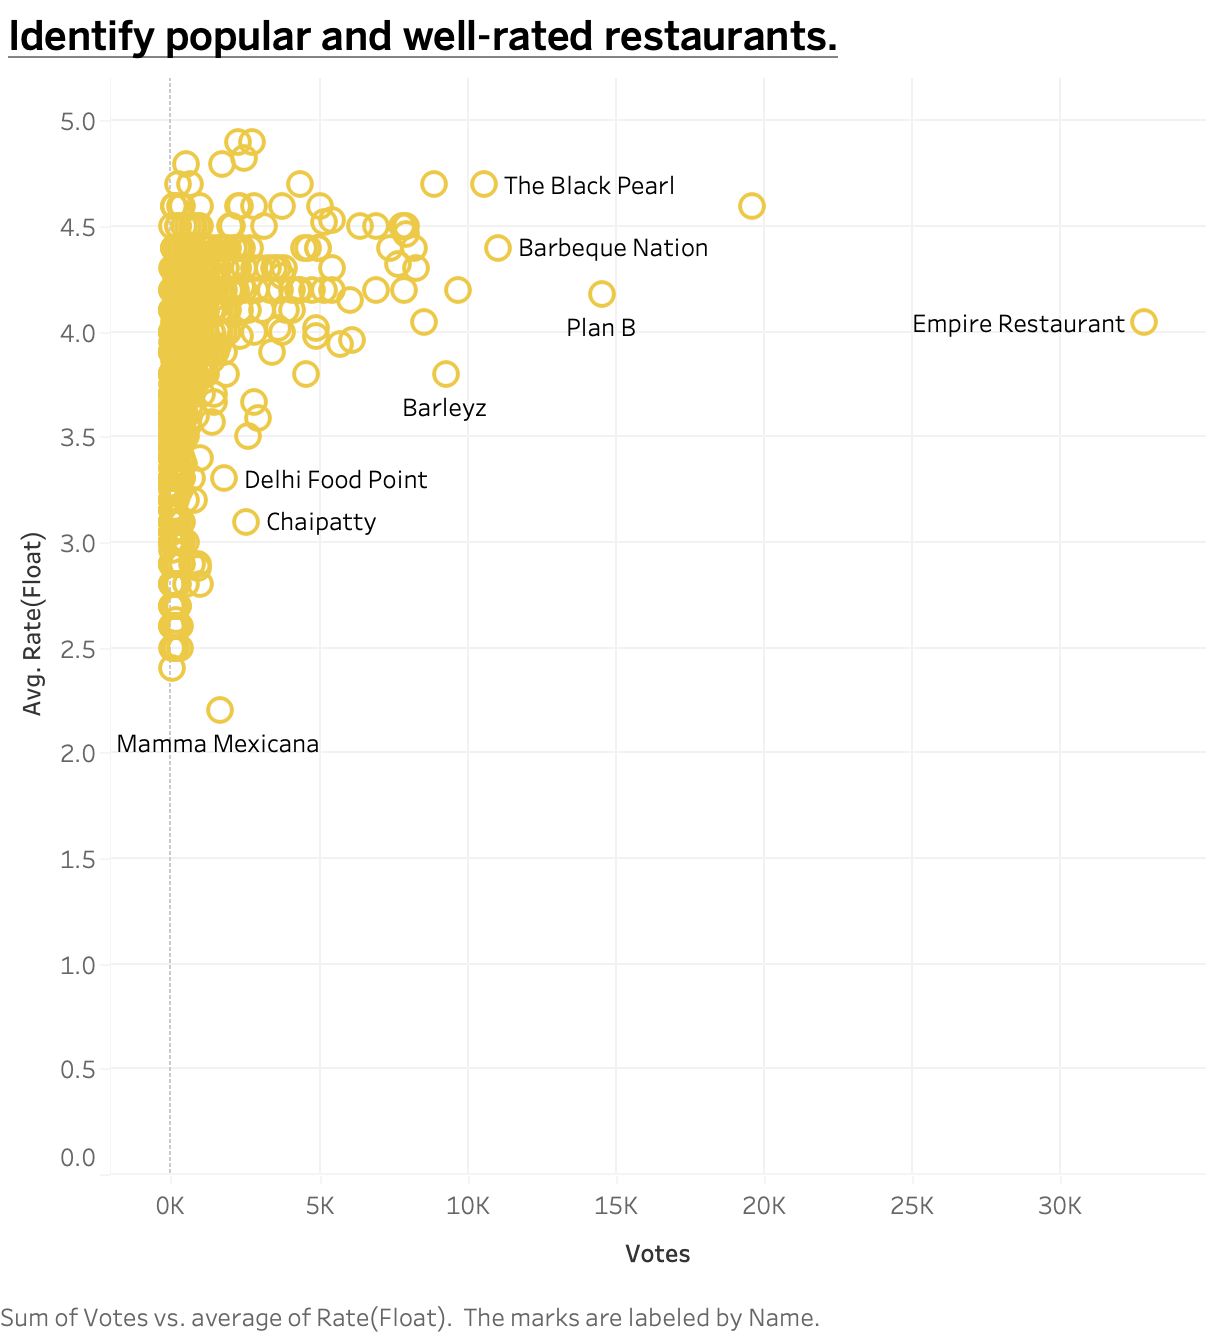 Identify popular and well-rated restaurants.
5.0
The Black Pearl
4.5
Barbeque Nation
Plan B
4.0
Empire Restaurant
Barleyz
3.5
Delhi Food Point
Chaipatty
3.0
Avg. Rate(Float)
2.5
Mamma Mexicana
2.0
1.5
1.0
0.5
0.0
0K 5K 10K 15K 20K 25K 30K
Votes
Sum of Votes vs. average of Rate(Float).  The marks are labeled by Name.